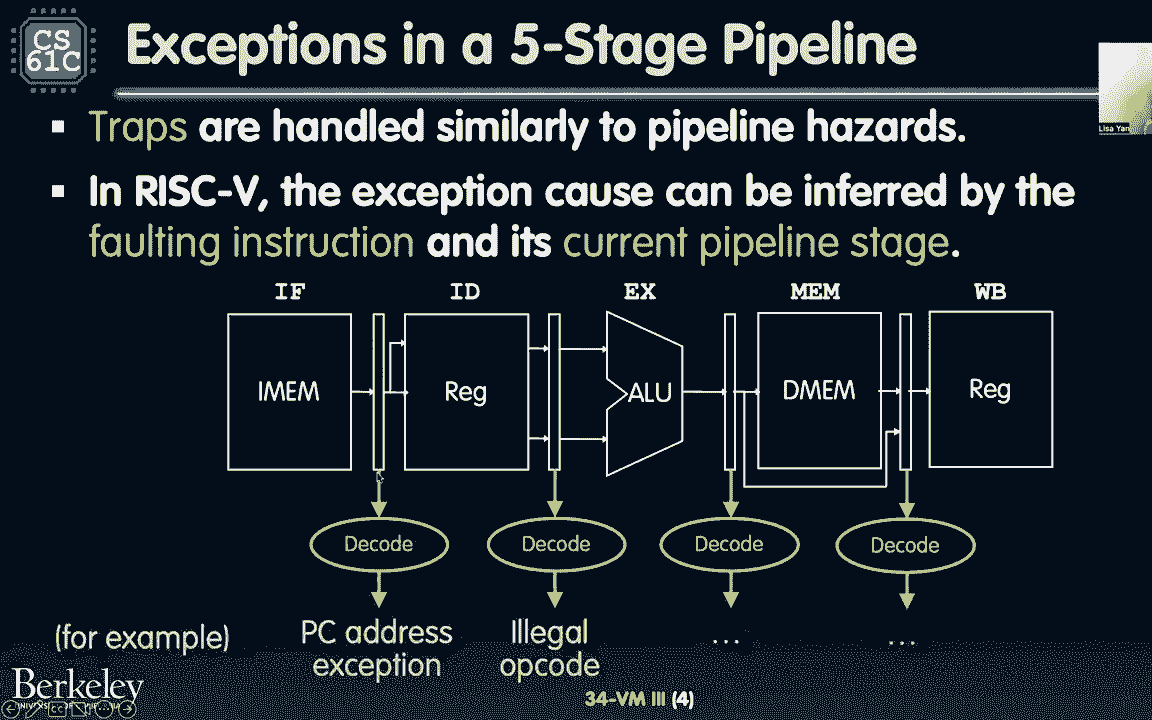 CS
61C
Exceptions in a 5-Stage Pipeline
Lisa Yan
▪ Traps are handled similarly to pipeline hazards.
▪ In RISC-V, the exception cause can be inferred by the
faulting instruction and its current pipeline stage.
IF ID EX MEM WB
IMEM Reg ALU DMEM Reg
Decode Decode Decode Decode
(for example) PC address Illegal ... ...
exception opcode
Berkeley
34-VM III (4)